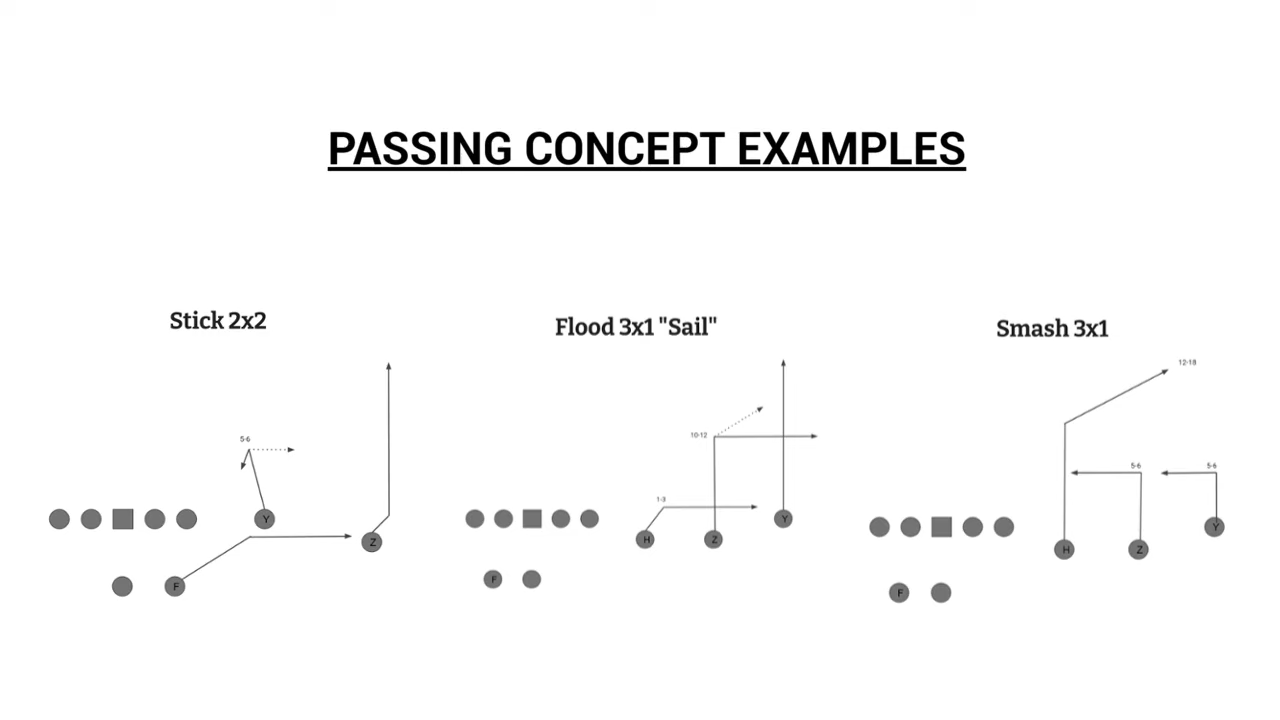 PASSING CONCEPT EXAMPLES
Stick 2x2
Flood 3x1 "Sail"
Smash 3x1
5-6
Y
F
Z
10-12
1-3
H
Z
Y
F
12-18
5-6
5-6
H
Z
Y
F